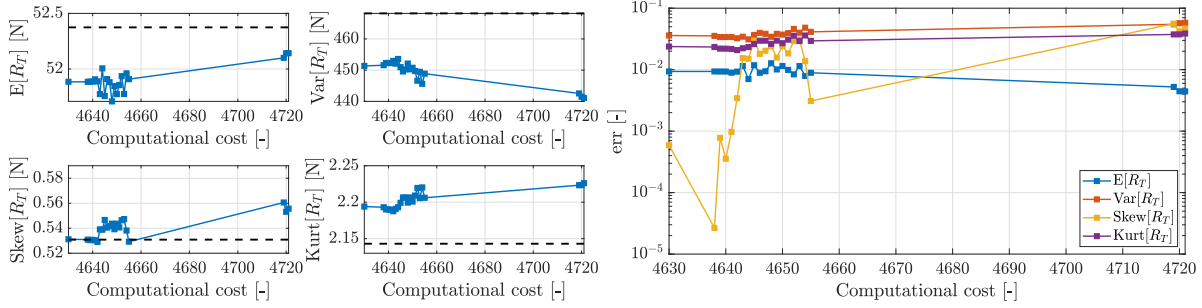 52.5
52
E[R_T] [N]
4640 4660 4680 4700 4720
Computational cost [-]
460
450
440
Var[R_T] [N]
4640 4660 4680 4700 4720
Computational cost [-]
0.58
0.56
0.54
0.52
Skew[R_T] [N]
4640 4660 4680 4700 4720
Computational cost [-]
2.25
2.2
2.15
Kurt[R_T] [N]
4640 4660 4680 4700 4720
Computational cost [-]
10^{-1}
10^{-2}
10^{-3}
10^{-4}
10^{-5}
err [-]
E[R_T]
Var[R_T]
Skew[R_T]
Kurt[R_T]
4630 4640 4650 4660 4670 4680 4690 4700 4710 4720
Computational cost [-]